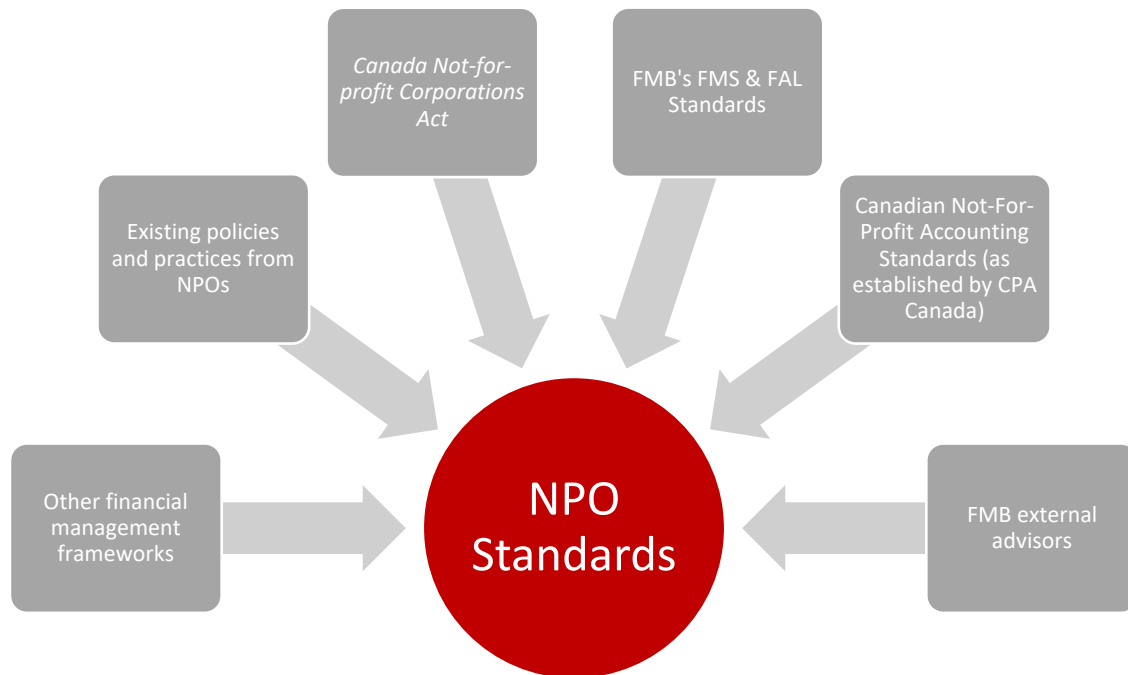 Canada Not-for-
profit Corporations
Act
FMB's FMS & FAL
Standards
Existing policies
and practices from
NPOs
Canadian Not-For-
Profit Accounting
Standards (as
established by CPA
Canada)
Other financial
management
frameworks
NPO
Standards
FMB external
advisors